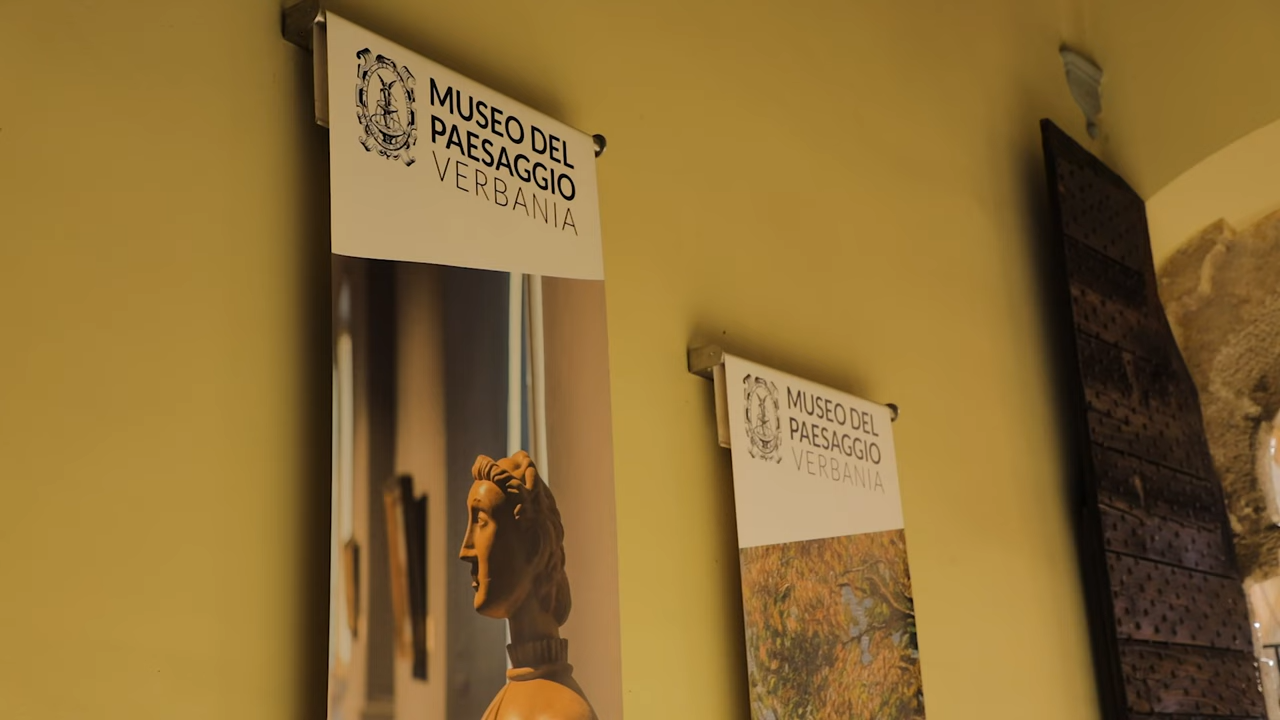 MUSEO DEL
PAESAGGIO
VERBANIA
MUSEO DEL
PAESAGGIO
VERBANIA